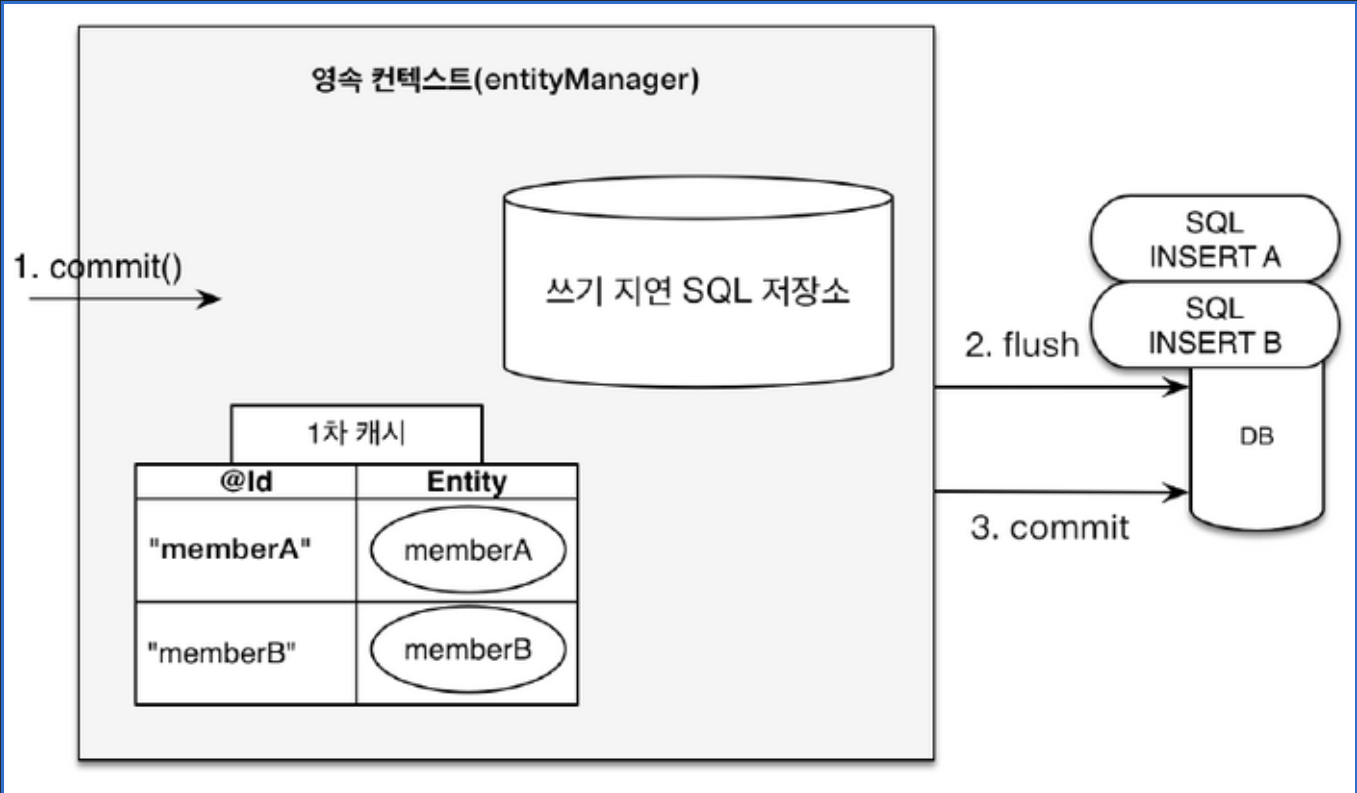 영속 컨텍스트(entityManager)
1. commit()
쓰기 지연 SQL 저장소
SQL
INSERT A
SQL
INSERT B
2. flush
DB
3. commit
1차 캐시
@Id Entity
"memberA" memberA
"memberB" memberB